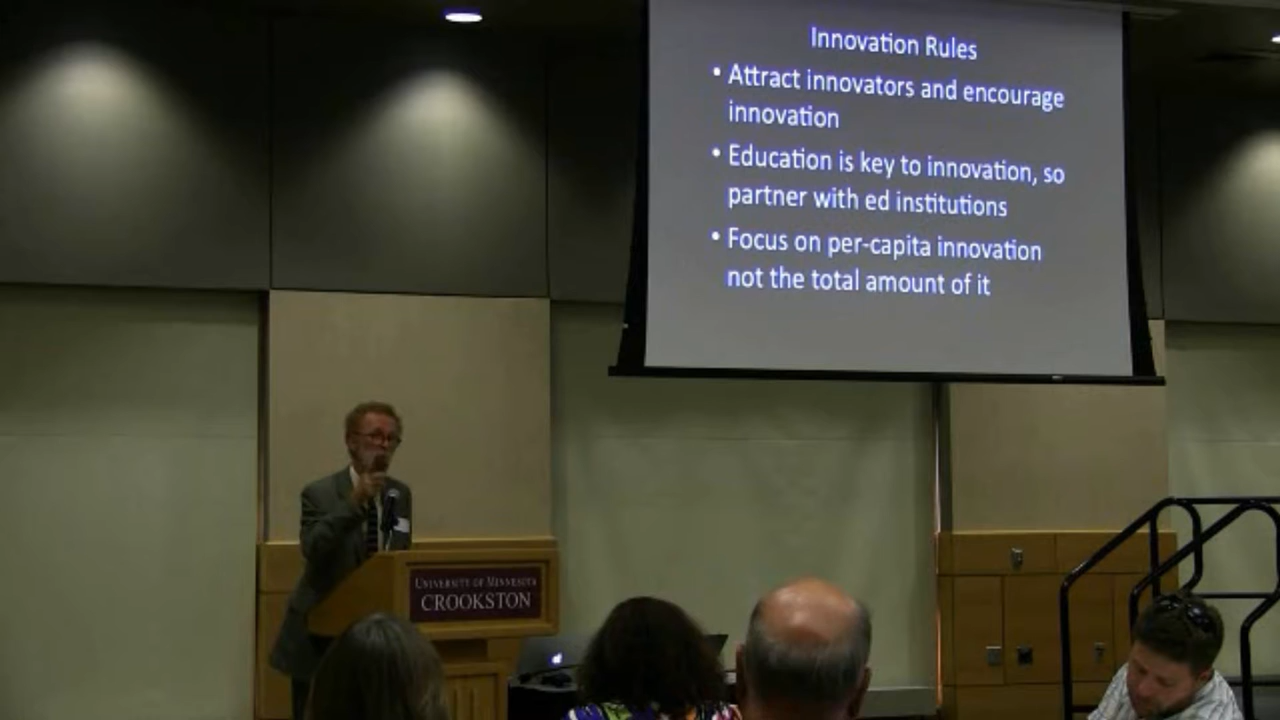 Innovation Rules
• Attract innovators and encourage
innovation
• Education is key to innovation, so
partner with ed institutions
• Focus on per-capita innovation
not the total amount of it
UNIVERSITY OF MINNESOTA
CROOKSTON